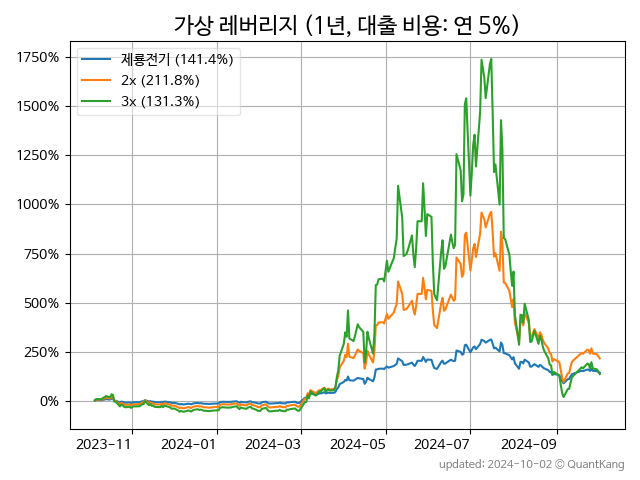 가상 레버리지 (1년, 대출 비용: 연 5%)
1750%
1500%
1250%
1000%
750%
500%
250%
0%
제룡전기 (141.4%)
2x (211.8%)
3x (131.3%)
2023-11 2024-01 2024-03 2024-05 2024-07 2024-09
updated: 2024-10-02 © QuantKang